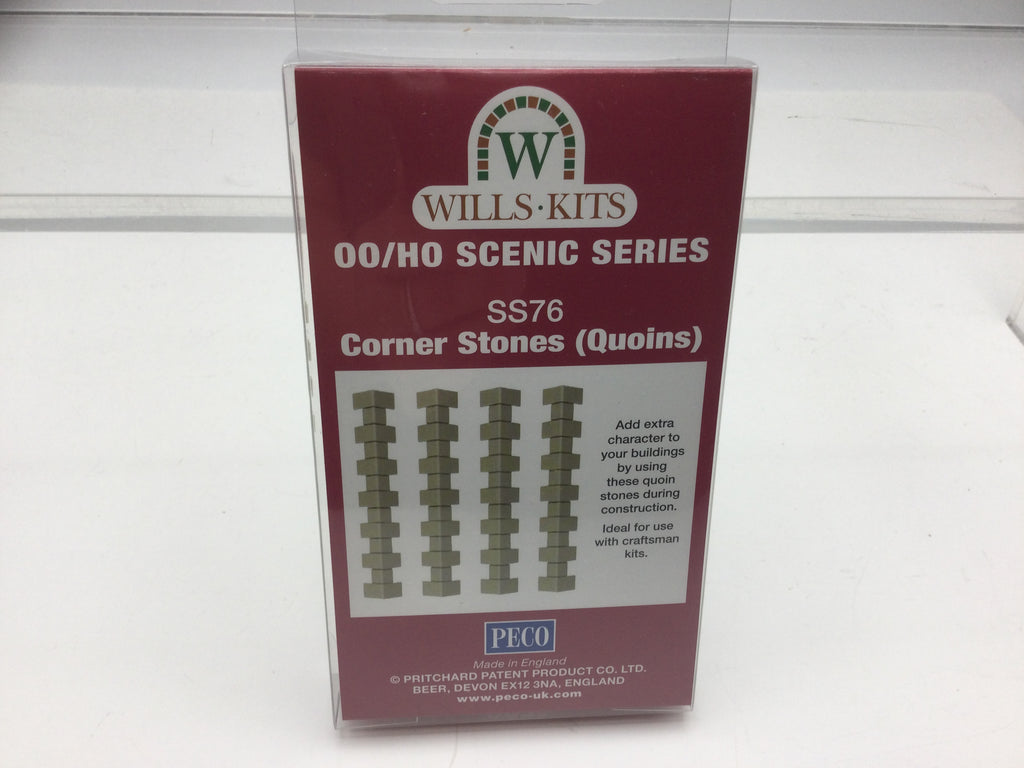 W
WILLS·KITS
OO/HO SCENIC SERIES
SS76
Corner Stones (Quoins)
Add extra
character to
your buildings
by using
these quoin
stones during
construction.
Ideal for use
with craftsman
kits.
PECO
Made in England
© PRITCHARD PATENT PRODUCT CO. LTD.
BEER, DEVON EX12 3NA, ENGLAND
www.peco-uk.com